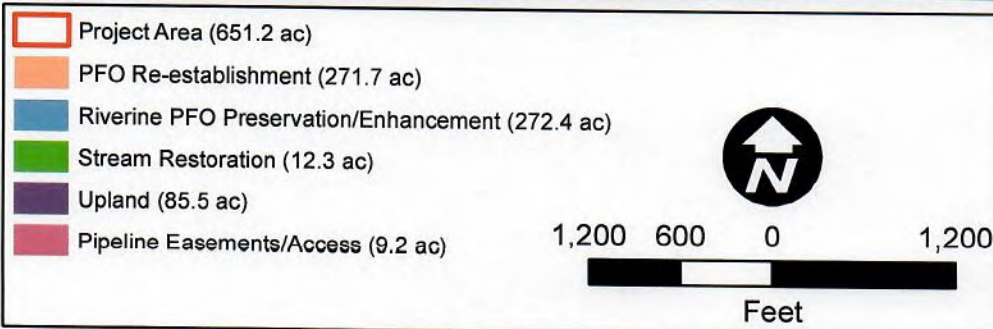 Project Area (651.2 ac)
PFO Re-establishment (271.7 ac)
Riverine PFO Preservation/Enhancement (272.4 ac)
Stream Restoration (12.3 ac)
Upland (85.5 ac)
Pipeline Easements/Access (9.2 ac)
N
1,200 600 0 1,200
Feet